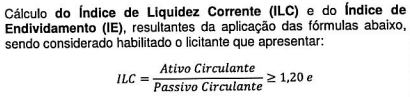 Cálculo do Índice de Liquidez Corrente (ILC) e do Índice de
Endividamento (IE), resultantes da aplicação das fórmulas abaixo,
sendo considerado habilitado o licitante que apresentar:
ILC = Ativo Circulante / Passivo Circulante ≥ 1,20 e